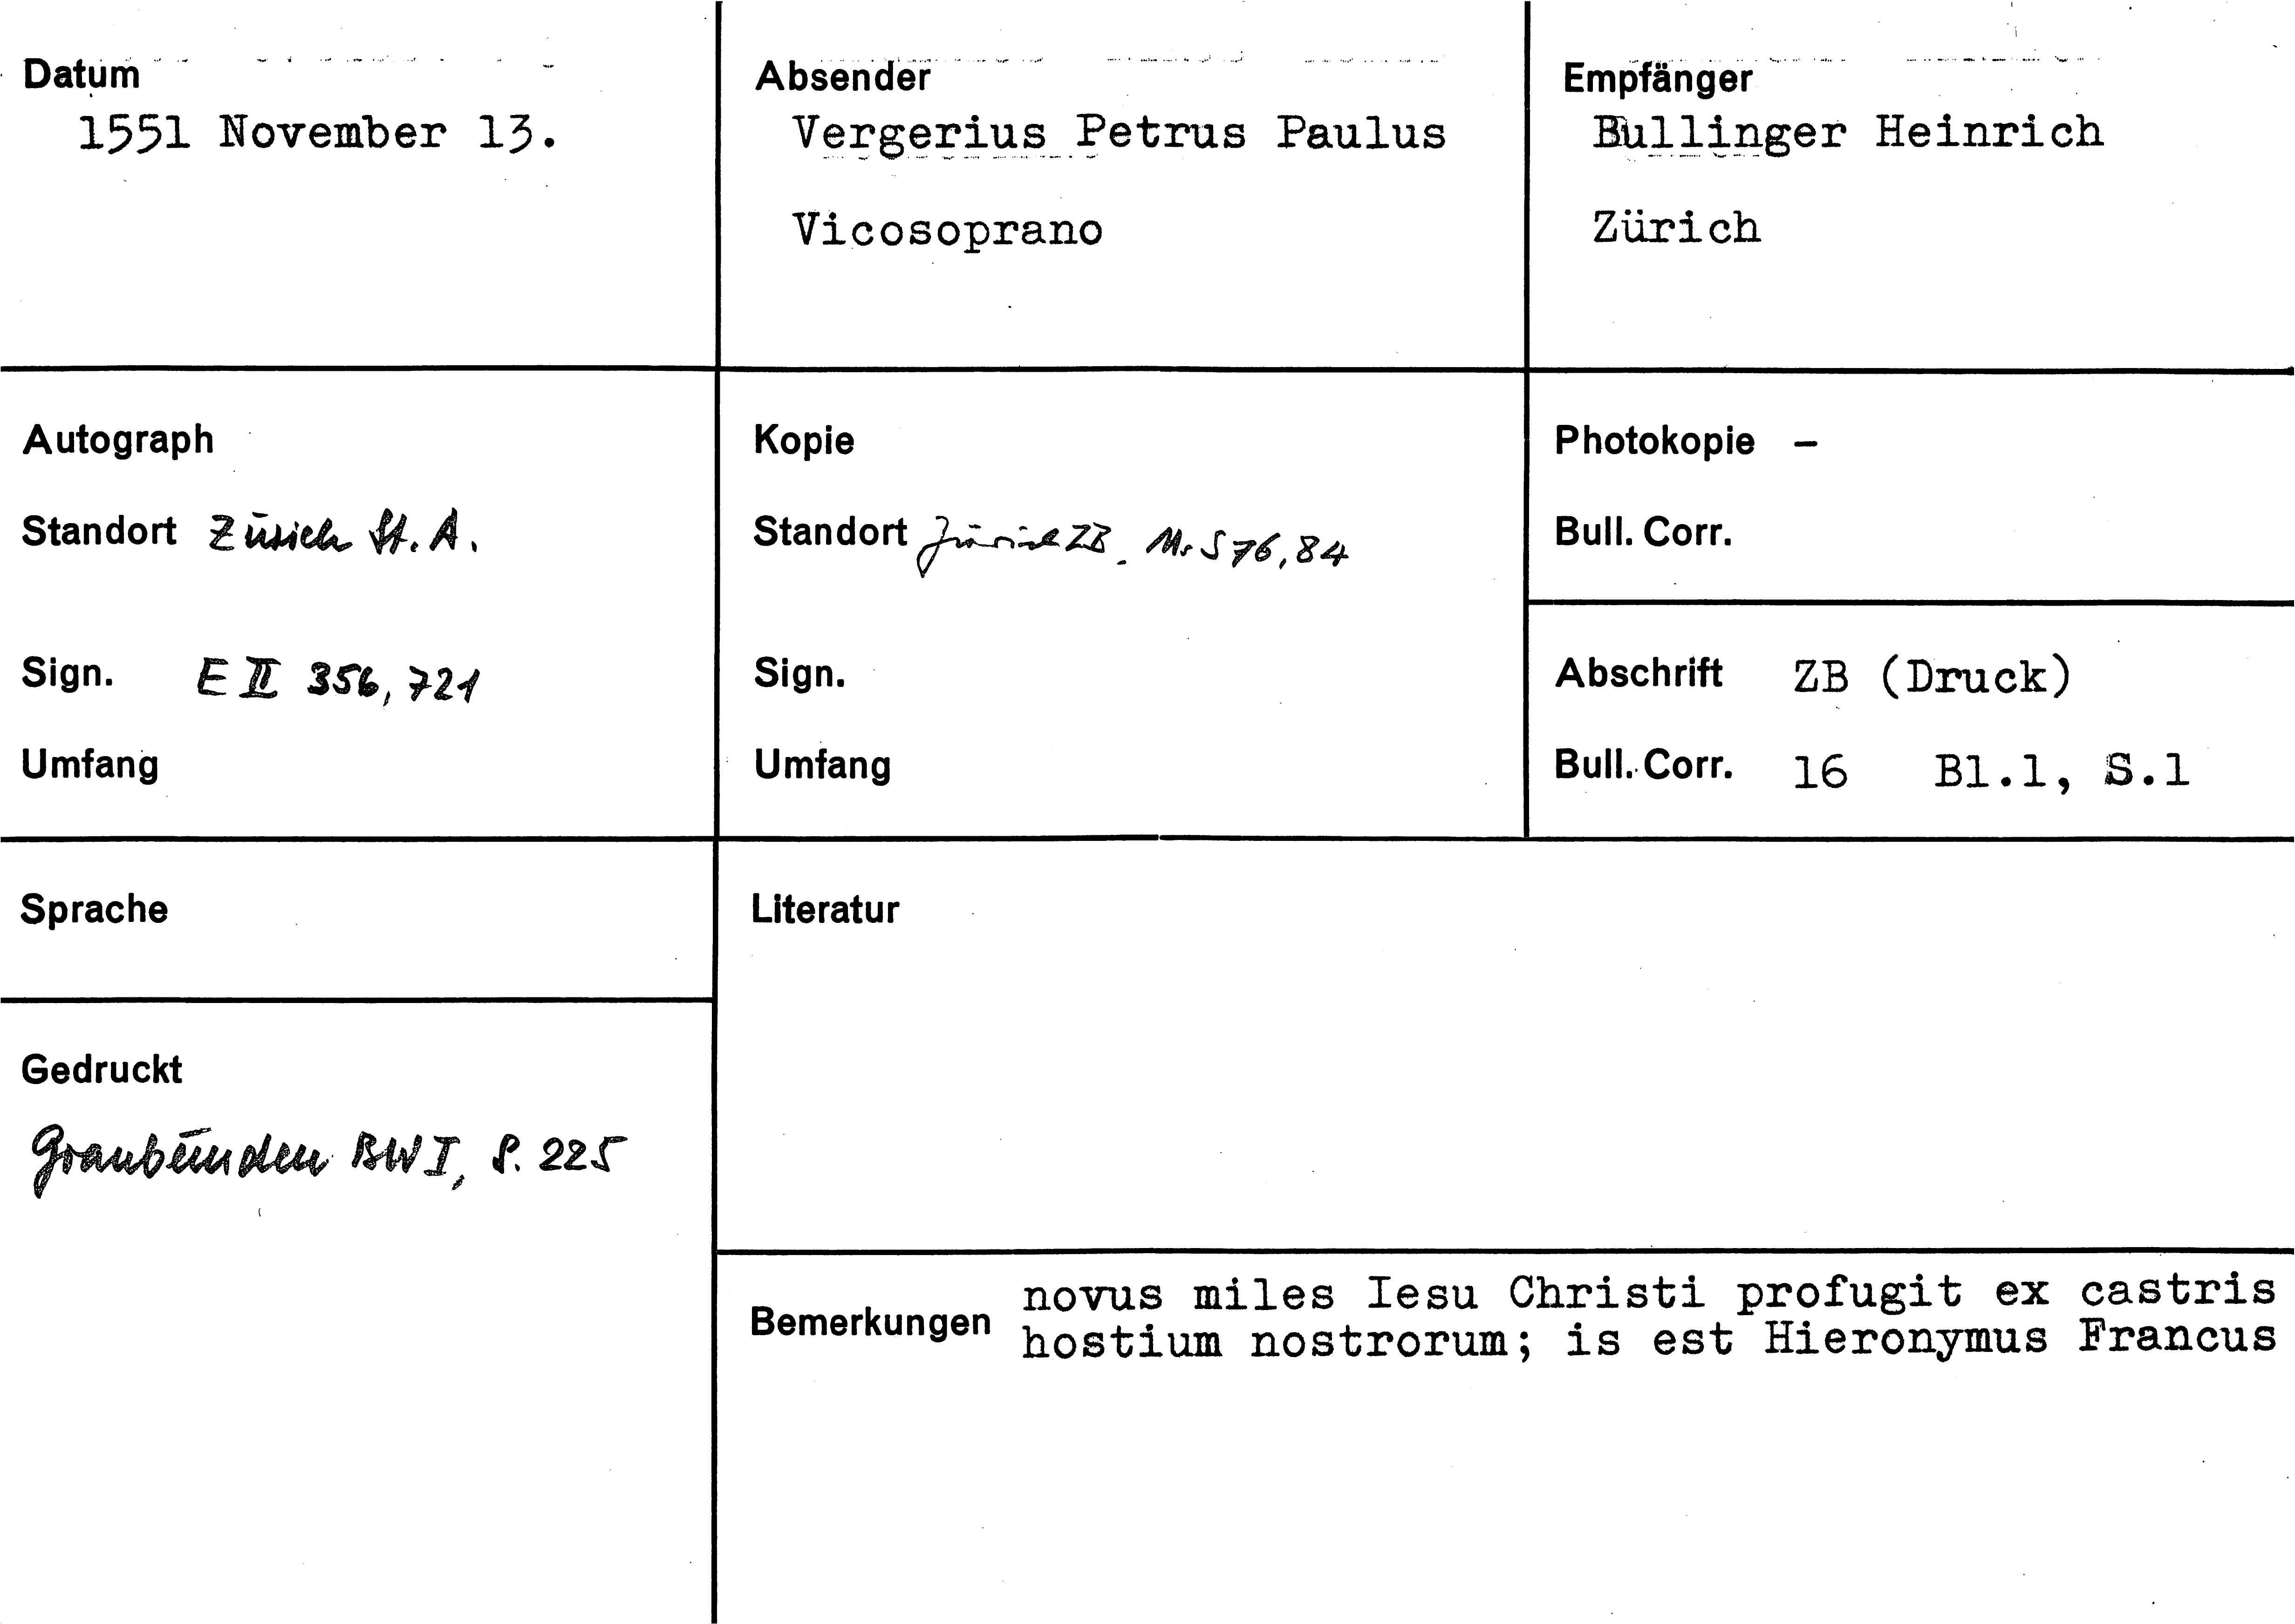 Datum
1551 November 13.
Absender
Vergerius Petrus Paulus
Vicosoprano
Empfänger
Bullinger Heinrich
Zürich
Autograph
Standort Zürich St. A.
Sign. E II 356, 721
Umfang
Kopie
Standort Zürich ZB. Ms S 76, 84
Sign.
Umfang
Photokopie -
Bull. Corr.
Abschrift ZB (Druck)
Bull. Corr. 16 Bl.1, S.1
Sprache
Gedruckt
Graubünden BW I, S. 225
Literatur
Bemerkungen
novus miles Iesu Christi profugit ex castris
hostium nostrorum; is est Hieronymus Francus